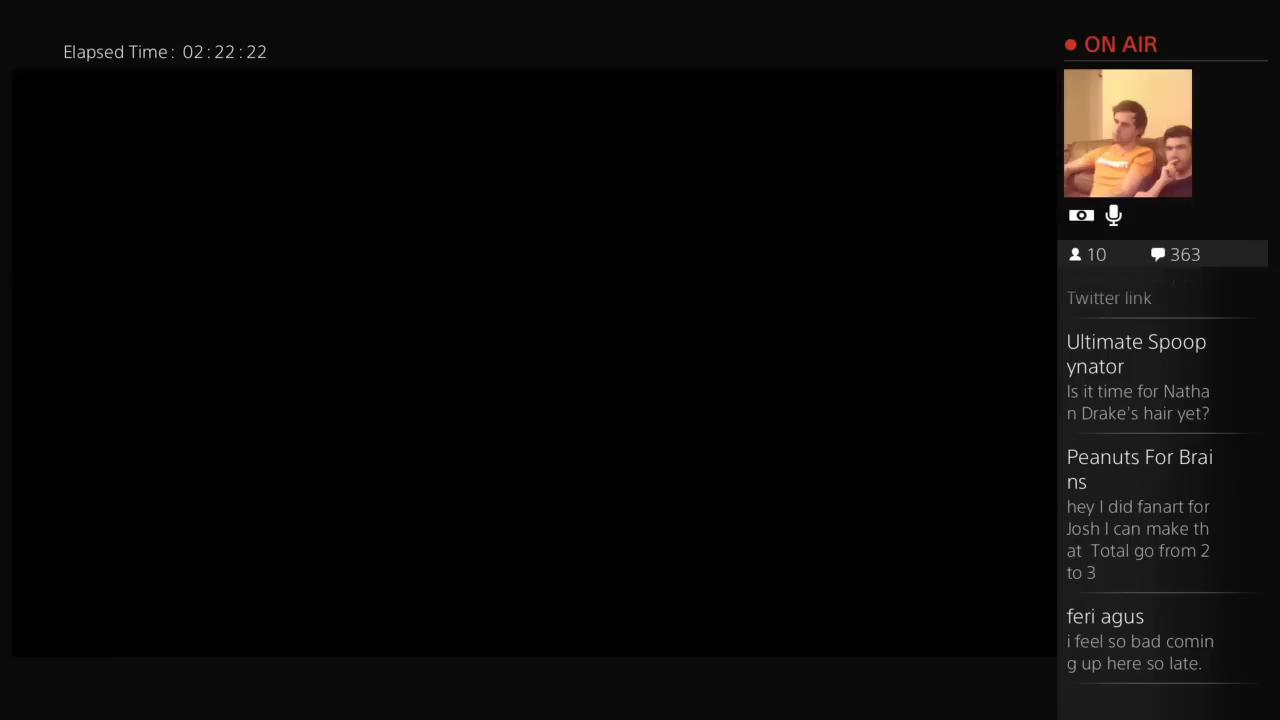 Elapsed Time: 02:22:22
ON AIR
10 363
Twitter link
Ultimate Spoop
ynator
Is it time for Natha
n Drake's hair yet?
Peanuts For Brai
ns
hey I did fanart for
Josh I can make th
at Total go from 2
to 3
feri agus
i feel so bad comin
g up here so late.